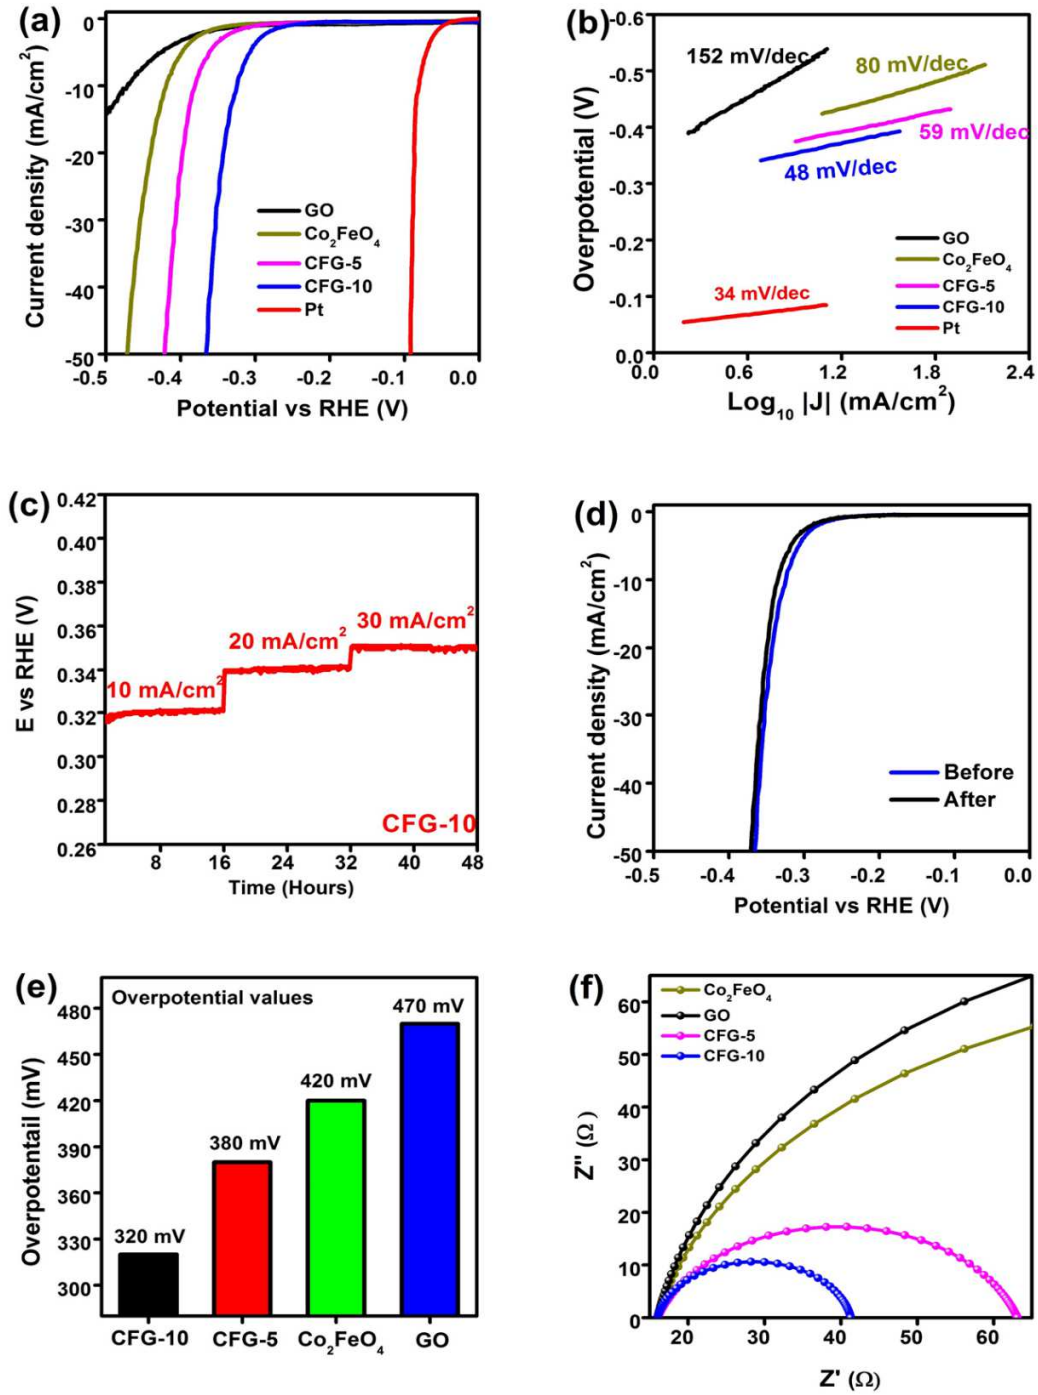 (a)
0
-10
-20
-30
-40
-50
Current density (mA/cm²)
-0.5 -0.4 -0.3 -0.2 -0.1 0.0
Potential vs RHE (V)
GO
Co₂FeO₄
CFG-5
CFG-10
Pt
(b)
-0.6
-0.5
-0.4
-0.3
-0.2
-0.1
0.0
Overpotential (V)
152 mV/dec
80 mV/dec
59 mV/dec
48 mV/dec
34 mV/dec
GO
Co₂FeO₄
CFG-5
CFG-10
Pt
0.0 0.6 1.2 1.8 2.4
Log₁₀ |J| (mA/cm²)
(c)
0.42
0.40
0.38
0.36
0.34
0.32
0.30
0.28
0.26
E vs RHE (V)
10 mA/cm²
20 mA/cm²
30 mA/cm²
CFG-10
8 16 24 32 40 48
Time (Hours)
(d)
0
-10
-20
-30
-40
-50
Current density (mA/cm²)
Before
After
-0.5 -0.4 -0.3 -0.2 -0.1 0.0
Potential vs RHE (V)
(e)
Overpotential values
480
450
420
390
360
330
300
Overpotentail (mV)
320 mV
380 mV
420 mV
470 mV
CFG-10 CFG-5 Co₂FeO₄ GO
(f)
60
50
40
30
20
10
0
Z'' (Ω)
Co₂FeO₄
GO
CFG-5
CFG-10
20 30 40 50 60
Z' (Ω)